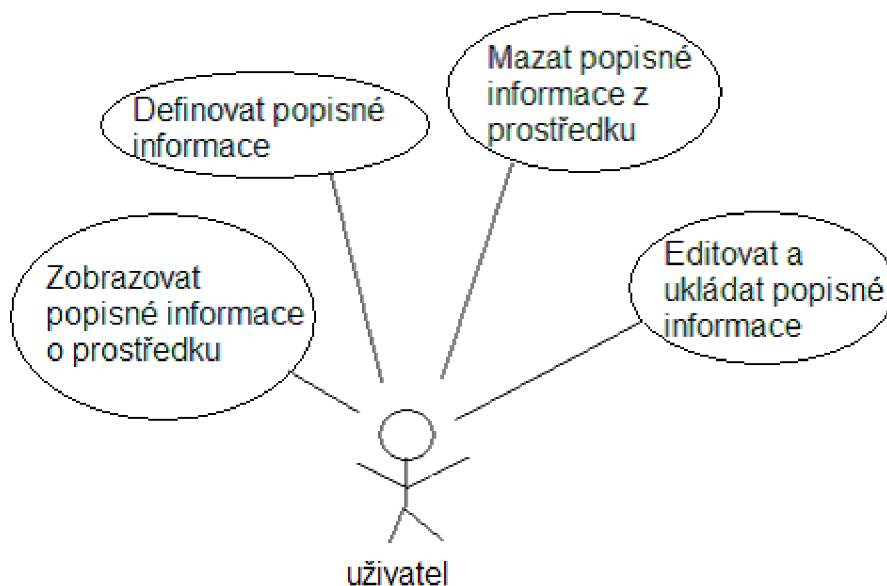 Mazat popisné
informace z
prostředku
Definovat popisné
informace
Editovat a
ukládat popisné
informace
Zobrazovat
popisné informace
o prostředku
uživatel